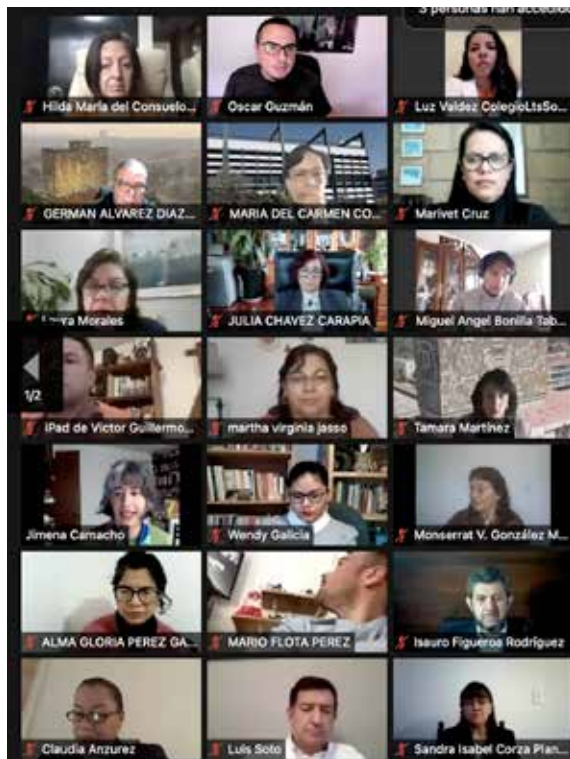 3 personas han accedido
Hilda María del Consuelo...
Oscar Guzmán
Luz Valdez ColegioLtsSo...
GERMAN ALVAREZ DIAZ...
MARIA DEL CARMEN CO...
Marivet Cruz
Laura Morales
JULIA CHAVEZ CARAPIA
Miguel Angel Bonilla Tab...
1/2
iPad de Victor Guillermo...
martha virginia jasso
Tamara Martínez
Jimena Camacho
Wendy Galicia
Monserrat V. González M...
ALMA GLORIA PEREZ GA...
MARIO FLOTA PEREZ
Isauro Figueroa Rodríguez
Claudia Anzurez
Luis Soto
Sandra Isabel Corza Plan...